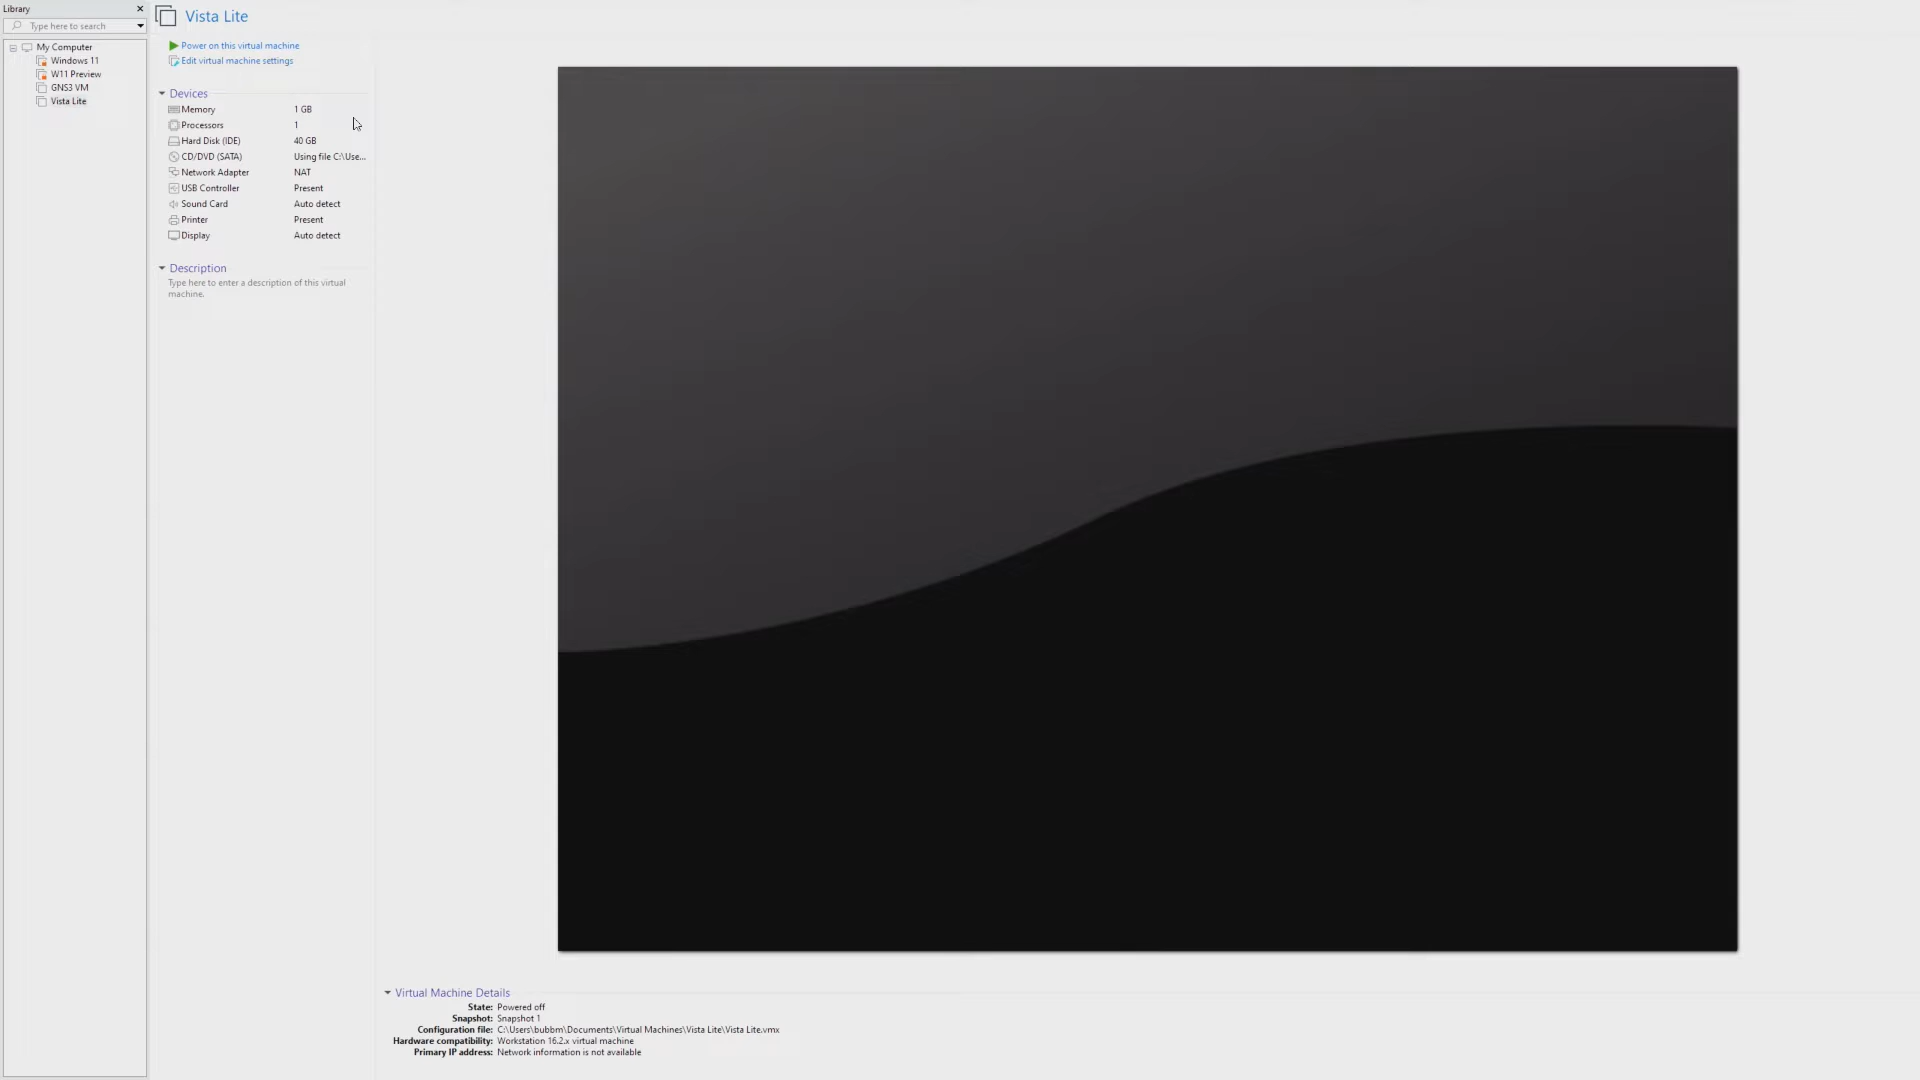 Library
Type here to search
My Computer
Windows 11
W11 Preview
GNS3 VM
Vista Lite
Vista Lite
Power on this virtual machine
Edit virtual machine settings
Devices
Memory 1 GB
Processors 1
Hard Disk (IDE) 40 GB
CD/DVD (SATA) Using file C:\Use...
Network Adapter NAT
USB Controller Present
Sound Card Auto detect
Printer Present
Display Auto detect
Description
Type here to enter a description of this virtual
machine.
Virtual Machine Details
State: Powered off
Snapshot: Snapshot 1
Configuration file: C:\Users\bubbm\Documents\Virtual Machines\Vista Lite\Vista Lite.vmx
Hardware compatibility: Workstation 16.2.x virtual machine
Primary IP address: Network information is not available